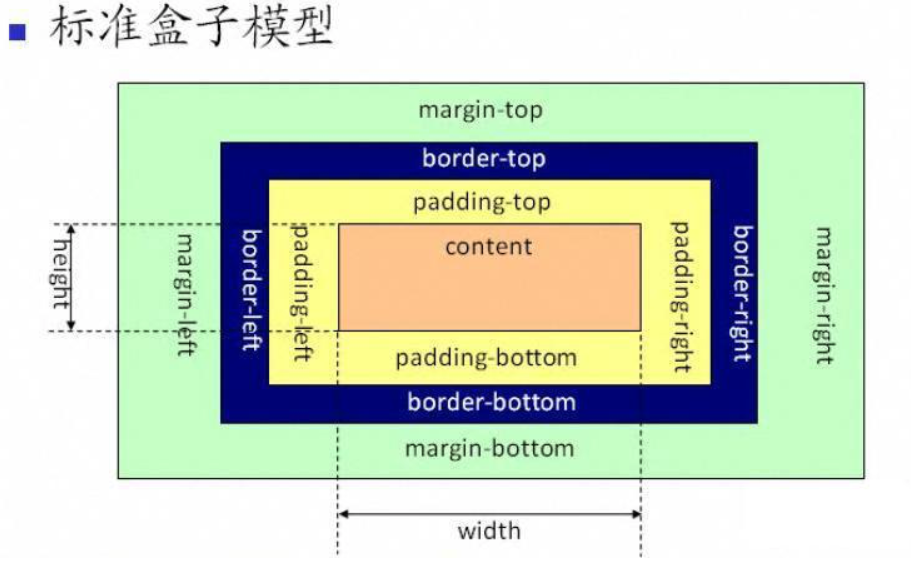 标准盒子模型
margin-top
border-top
padding-top
content
height
margin-left
border-left
padding-left
padding-right
border-right
margin-right
padding-bottom
border-bottom
margin-bottom
width